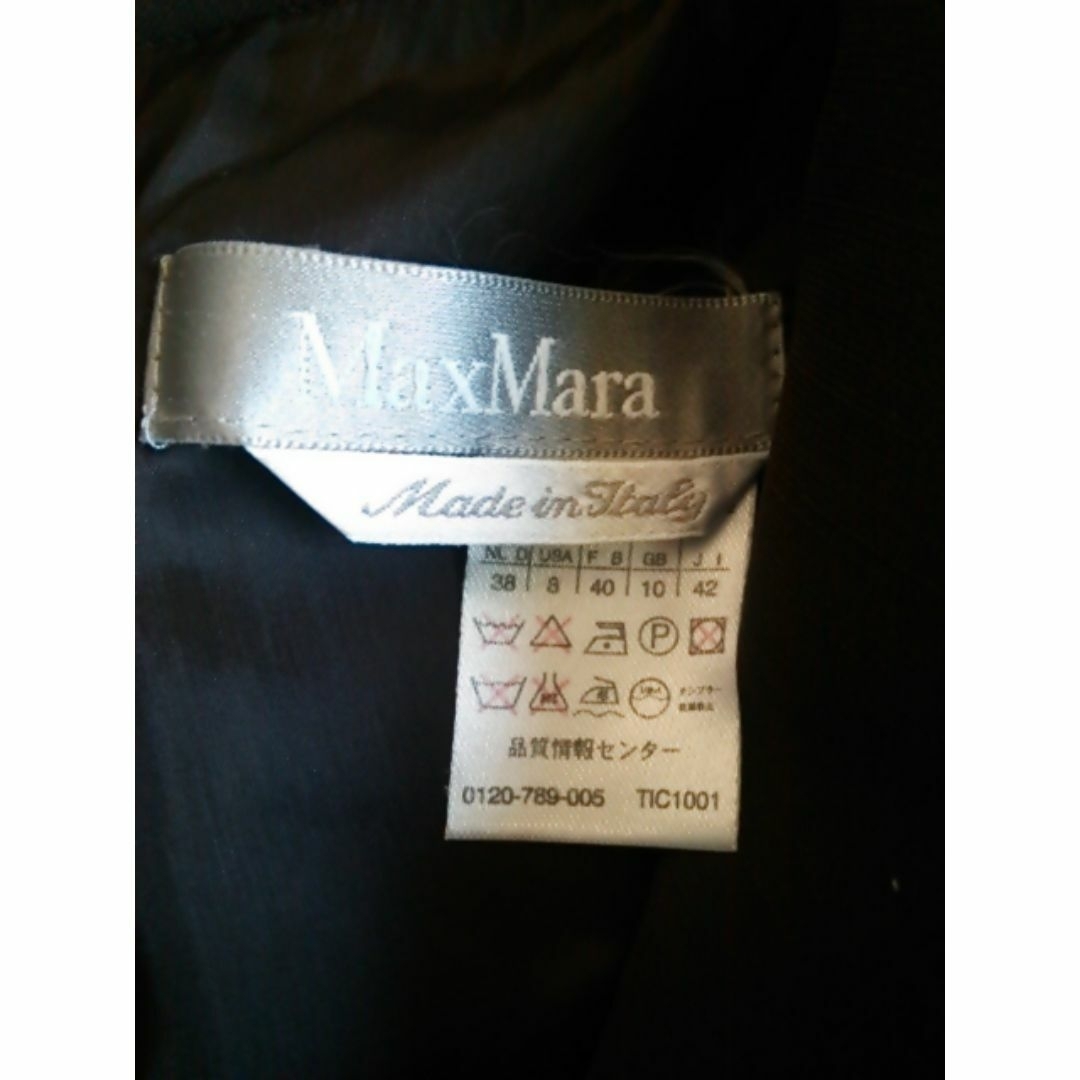 MaxMara
Made in Italy
NL D USA F B GB J I
38 8 40 10 42
P
品質情報センター
0120-789-005 TIC1001